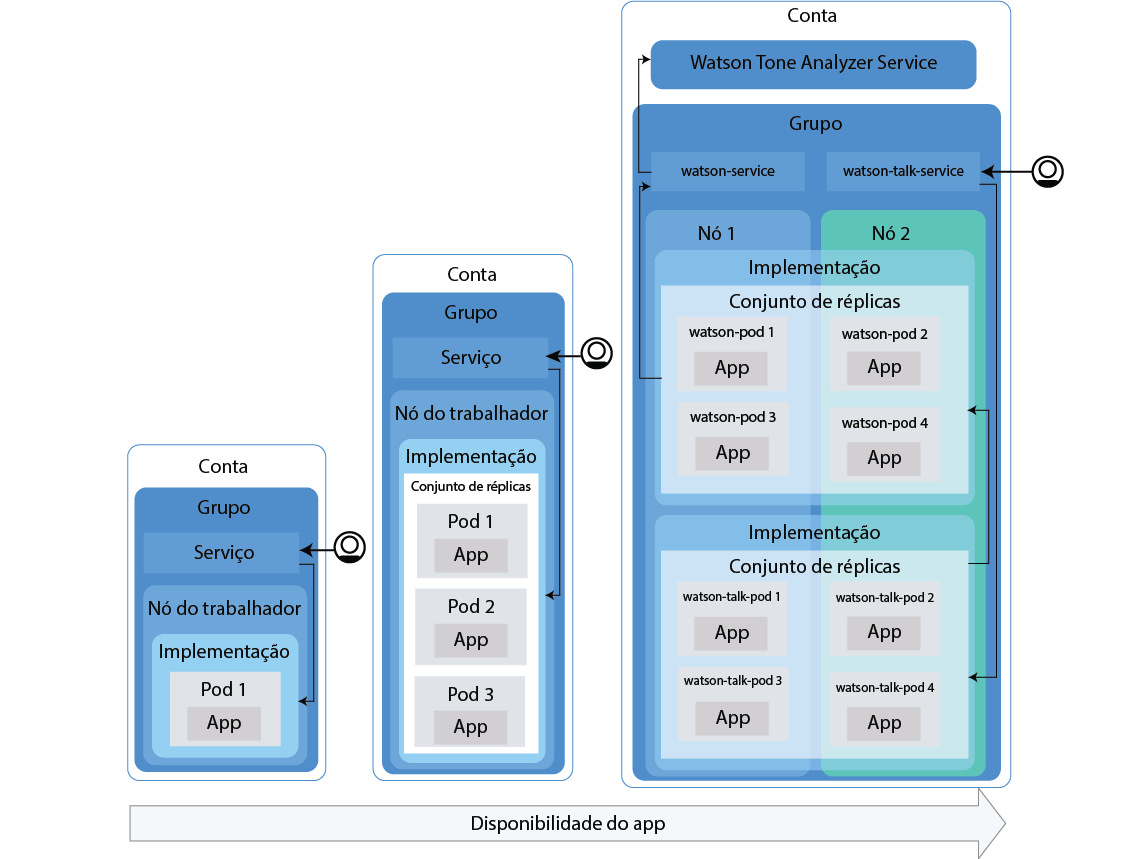 Conta
Grupo
Serviço
Nó do trabalhador
Implementação
Pod 1
App
Conta
Grupo
Serviço
Nó do trabalhador
Implementação
Conjunto de réplicas
Pod 1
App
Pod 2
App
Pod 3
App
Conta
Watson Tone Analyzer Service
Grupo
watson-service
watson-talk-service
Nó 1
Nó 2
Implementação
Conjunto de réplicas
watson-pod 1
App
watson-pod 2
App
watson-pod 3
App
watson-pod 4
App
Implementação
Conjunto de réplicas
watson-talk-pod 1
App
watson-talk-pod 2
App
watson-talk-pod 3
App
watson-talk-pod 4
App
Disponibilidade do app